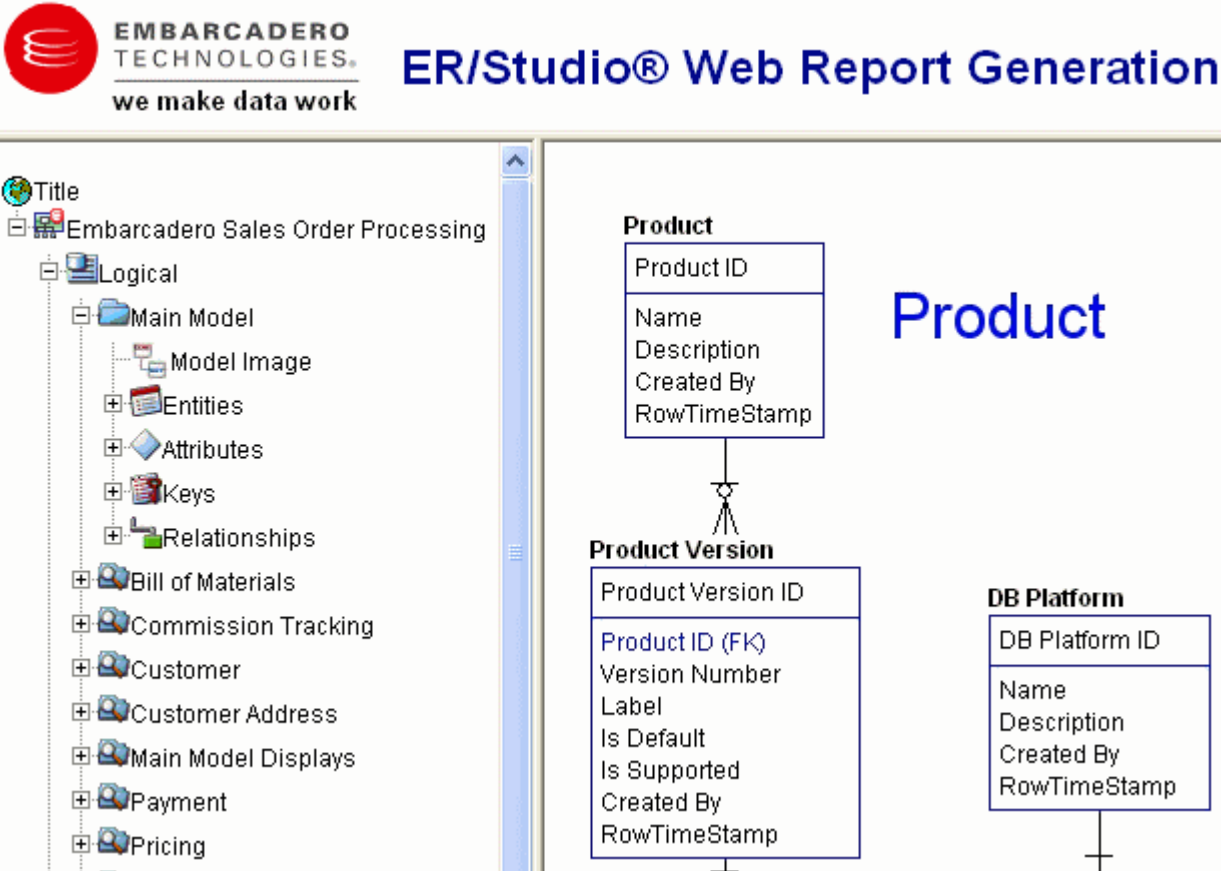 EMBARCADERO
TECHNOLOGIES.
we make data work
ER/Studio® Web Report Generation
Title
Embarcadero Sales Order Processing
Logical
Main Model
Model Image
Entities
Attributes
Keys
Relationships
Bill of Materials
Commission Tracking
Customer
Customer Address
Main Model Displays
Payment
Pricing
Product
Product ID
Name
Description
Created By
RowTimeStamp
Product
Product Version
Product Version ID
Product ID (FK)
Version Number
Label
Is Default
Is Supported
Created By
RowTimeStamp
DB Platform
DB Platform ID
Name
Description
Created By
RowTimeStamp